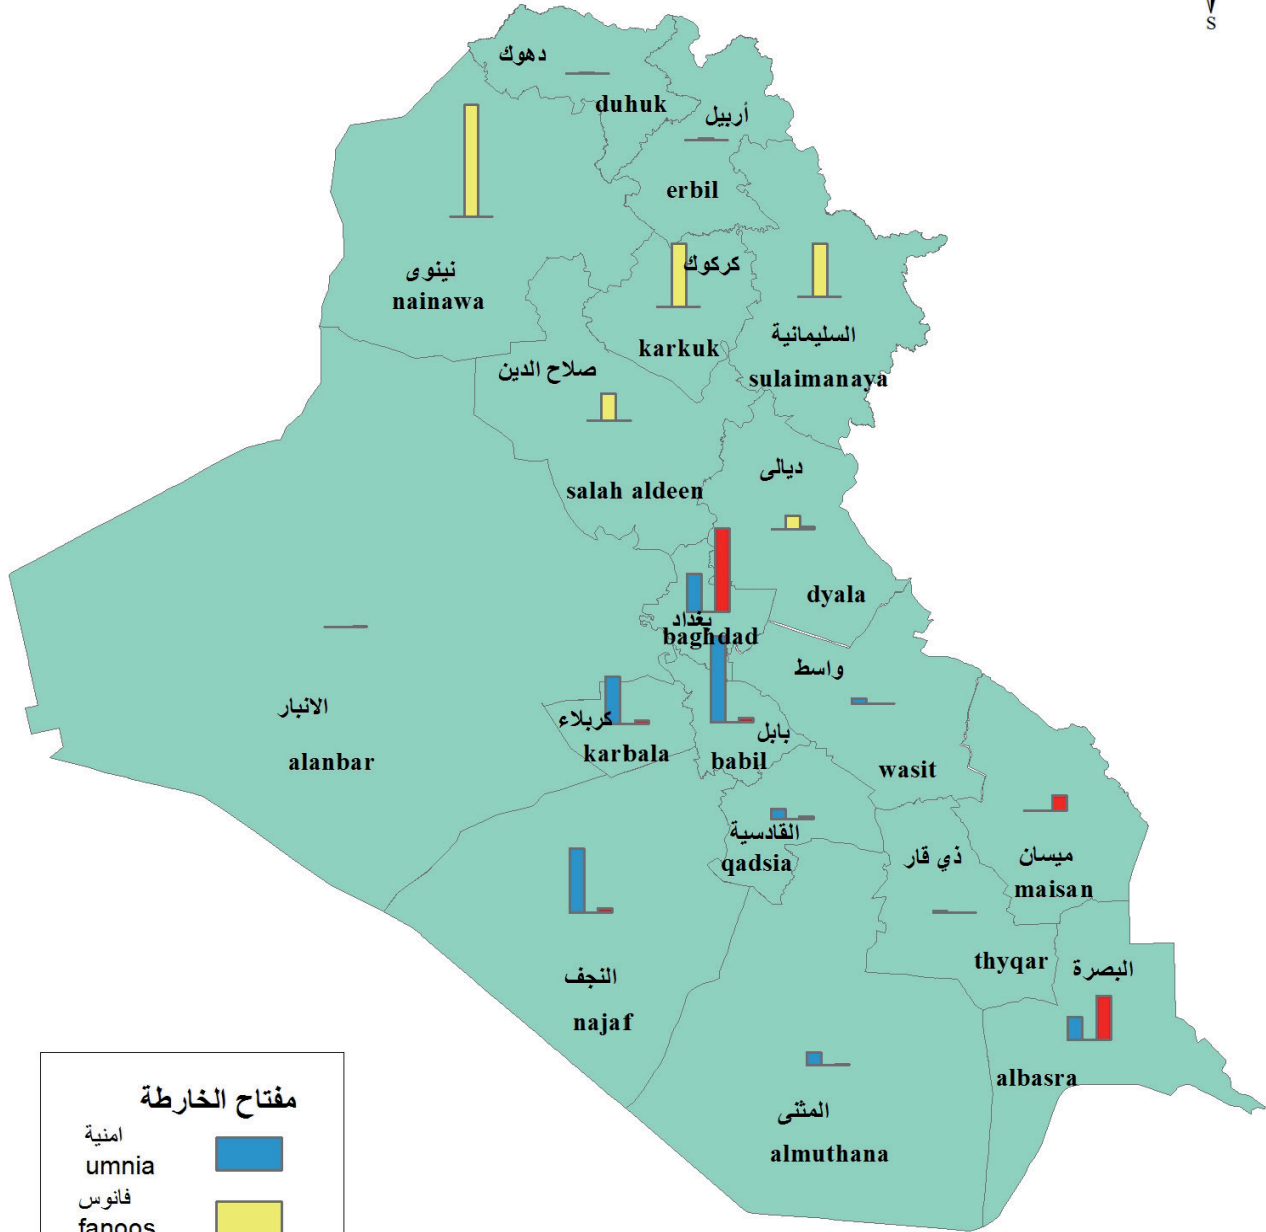 S
دهوك
duhuk
أربيل
erbil
نينوى
nainawa
كركوك
karkuk
السليمانية
sulaimanaya
صلاح الدين
salah aldeen
ديالى
dyala
بغداد
baghdad
واسط
wasit
الانبار
alanbar
كربلاء
karbala
بابل
babil
القادسية
qadsia
ذي قار
thyqar
ميسان
maisan
النجف
najaf
البصرة
albasra
المثنى
almuthana
مفتاح الخارطة
امنية
umnia
فانوس
fanoos